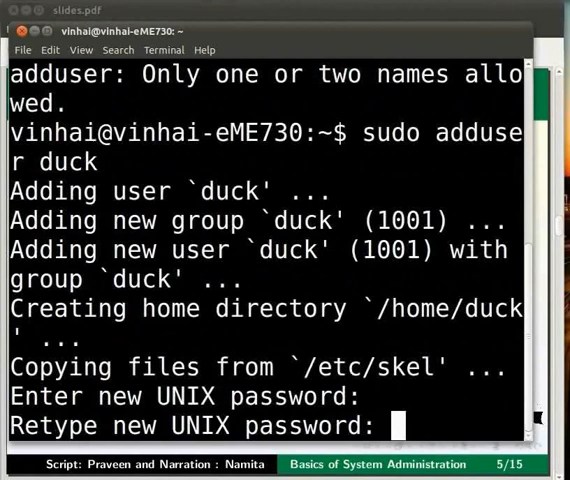 slides.pdf
vinhai@vinhai-eME730: ~
File Edit View Search Terminal Help
adduser: Only one or two names allo
wed.
vinhai@vinhai-eME730:~$ sudo adduse
r duck
Adding user `duck' ...
Adding new group `duck' (1001) ...
Adding new user `duck' (1001) with
group `duck' ...
Creating home directory `/home/duck
' ...
Copying files from `/etc/skel' ...
Enter new UNIX password:
Retype new UNIX password:
Script: Praveen and Narration : Namita Basics of System Administration 5/15